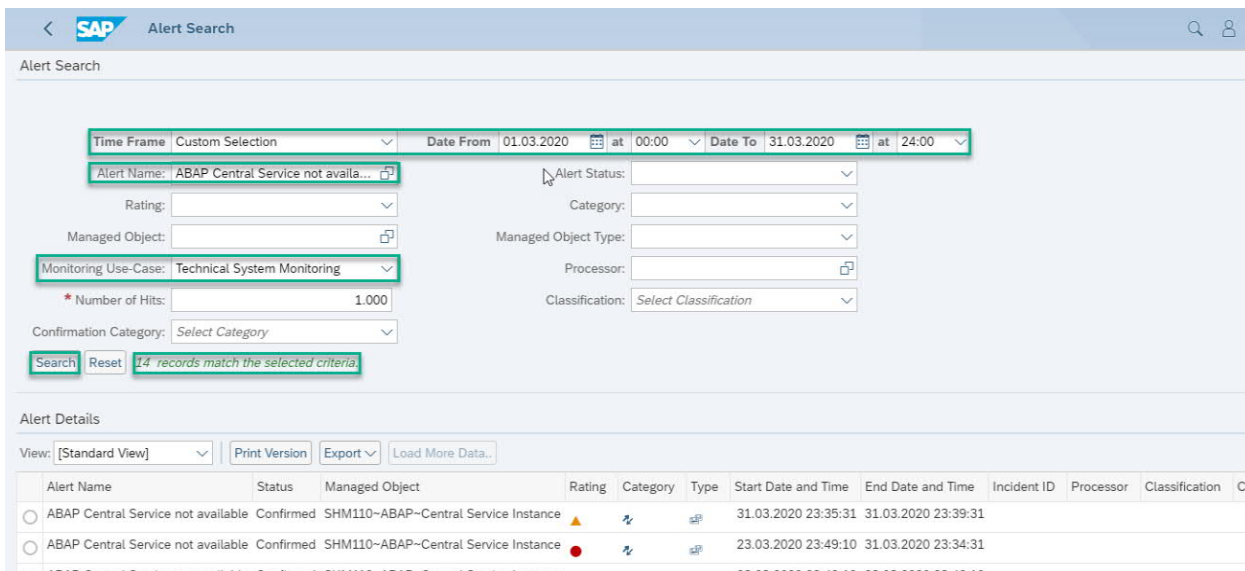 SAP Alert Search
Alert Search
Time Frame Custom Selection Date From 01.03.2020 at 00:00 Date To 31.03.2020 at 24:00
Alert Name: ABAP Central Service not availa... Alert Status:
Rating: Category:
Managed Object: Managed Object Type:
Monitoring Use-Case: Technical System Monitoring Processor:
* Number of Hits: 1.000 Classification: Select Classification
Confirmation Category: Select Category
Search Reset 14 records match the selected criteria.
Alert Details
View: [Standard View] Print Version Export Load More Data..
Alert Name Status Managed Object Rating Category Type Start Date and Time End Date and Time Incident ID Processor Classification C
ABAP Central Service not available Confirmed SHM110~ABAP~Central Service Instance 31.03.2020 23:35:31 31.03.2020 23:39:31
ABAP Central Service not available Confirmed SHM110~ABAP~Central Service Instance 23.03.2020 23:49:10 31.03.2020 23:34:31